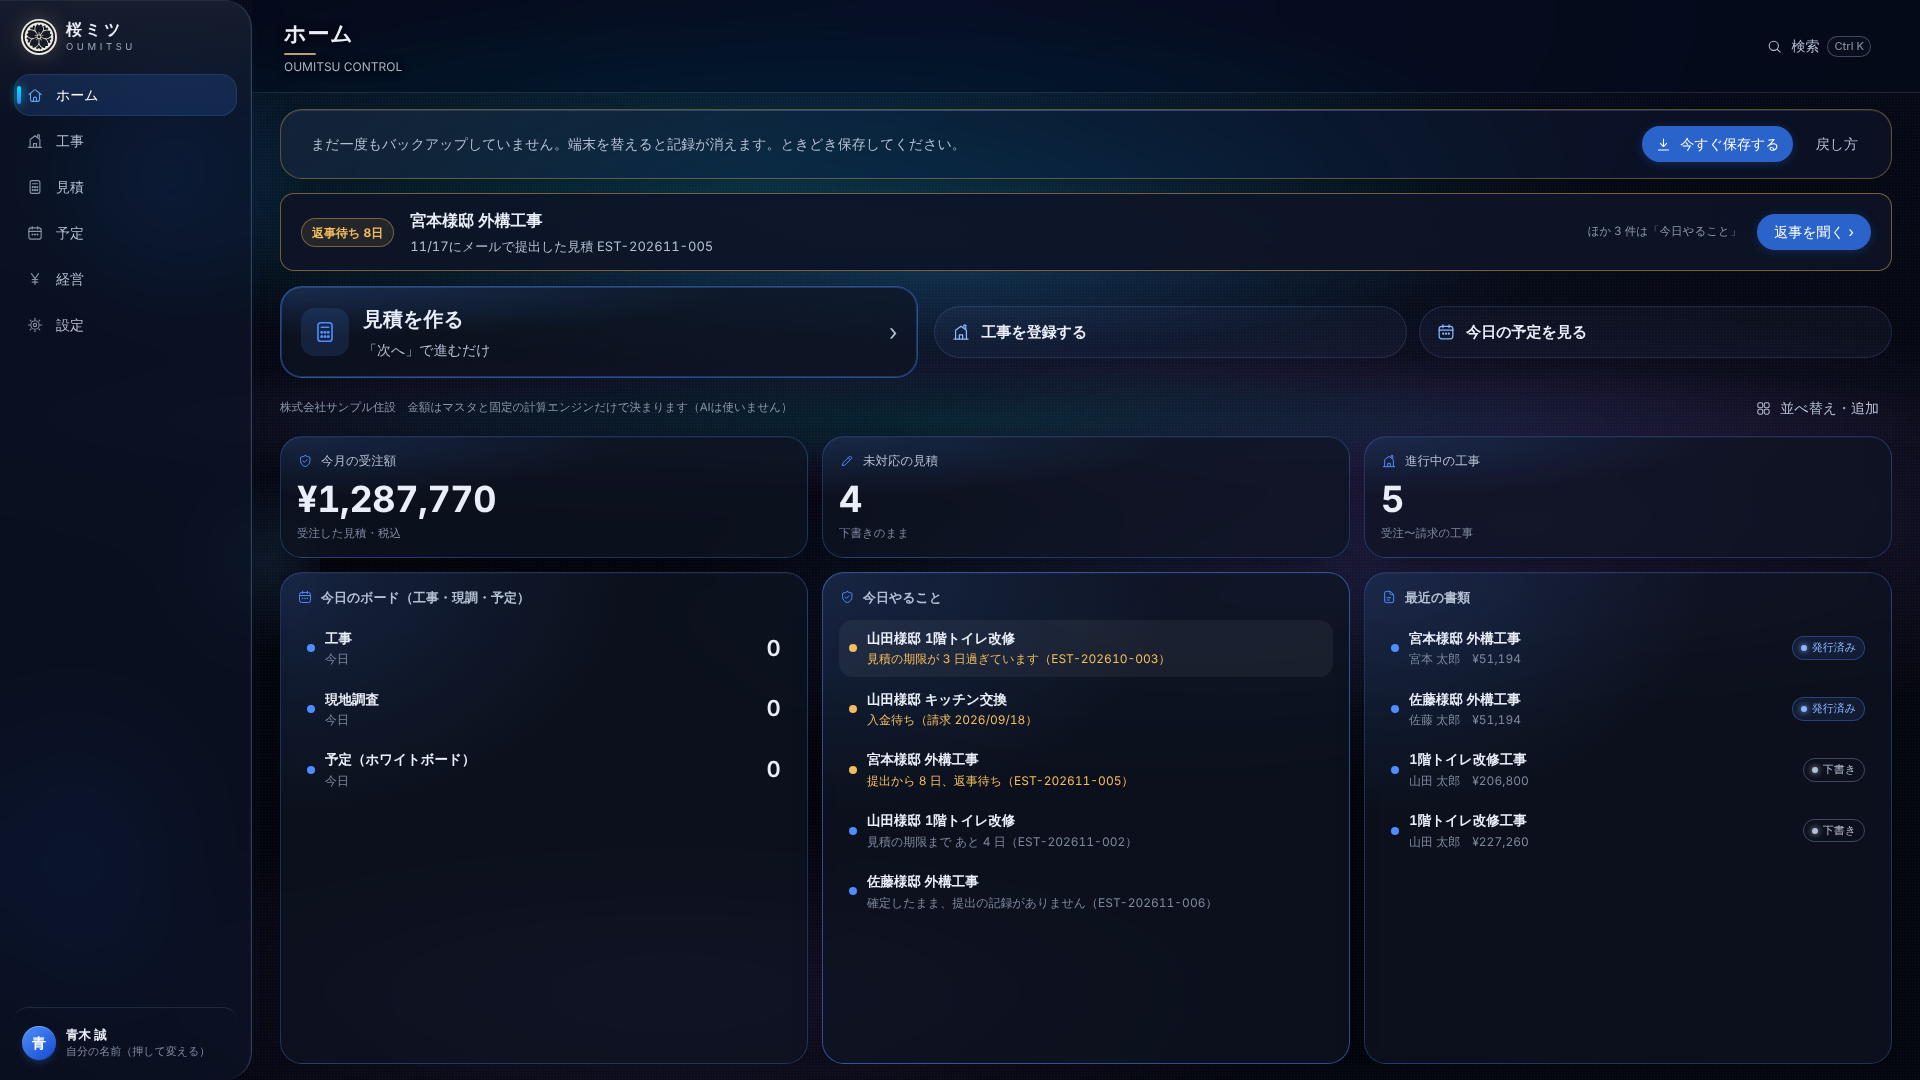 桜ミツ
OUMITSU
ホーム
工事
見積
予定
経営
設定
青
青木 誠
自分の名前（押して変える）
ホーム
OUMITSU CONTROL
検索 Ctrl K
まだ一度もバックアップしていません。端末を替えると記録が消えます。ときどき保存してください。
今すぐ保存する
戻し方
返事待ち 8日
宮本様邸 外構工事
11/17にメールで提出した見積 EST-202611-005
ほか 3 件は「今日やること」
返事を聞く ›
見積を作る
「次へ」で進むだけ
工事を登録する
今日の予定を見る
株式会社サンプル住設　金額はマスタと固定の計算エンジンだけで決まります（AIは使いません）
並べ替え・追加
今月の受注額
¥1,287,770
受注した見積・税込
未対応の見積
4
下書きのまま
進行中の工事
5
受注〜請求の工事
今日のボード（工事・現調・予定）
工事
今日
0
現地調査
今日
0
予定（ホワイトボード）
今日
0
今日やること
山田様邸 1階トイレ改修
見積の期限が 3 日過ぎています（EST-202610-003）
山田様邸 キッチン交換
入金待ち（請求 2026/09/18）
宮本様邸 外構工事
提出から 8 日、返事待ち（EST-202611-005）
山田様邸 1階トイレ改修
見積の期限まで あと 4 日（EST-202611-002）
佐藤様邸 外構工事
確定したまま、提出の記録がありません（EST-202611-006）
最近の書類
宮本様邸 外構工事
宮本 太郎　¥51,194
発行済み
佐藤様邸 外構工事
佐藤 太郎　¥51,194
発行済み
1階トイレ改修工事
山田 太郎　¥206,800
下書き
1階トイレ改修工事
山田 太郎　¥227,260
下書き